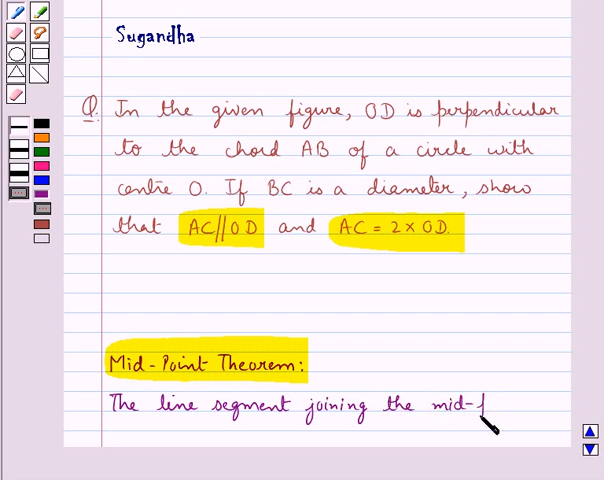 Sugandha
Q. In the given figure, OD is perpendicular
to the chord AB of a circle with
centre O. If BC is a diameter, show
that AC//OD and AC = 2 × OD.
Mid-Point Theorem:
The line segment joining the mid-